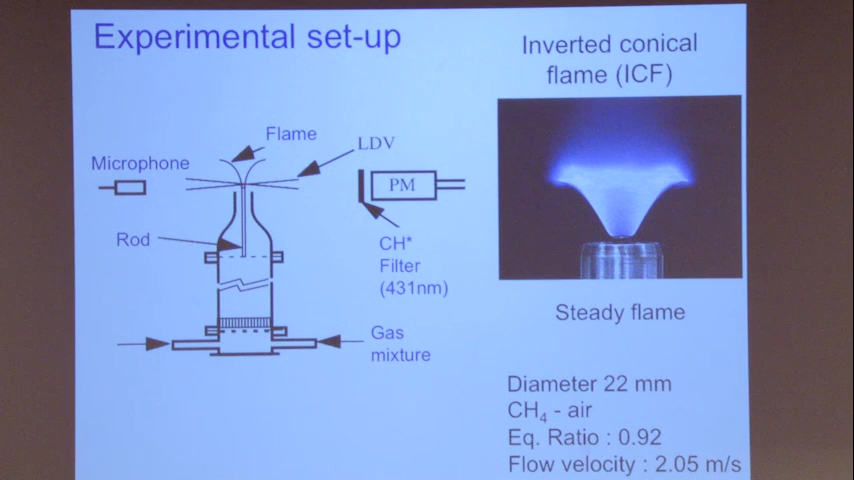 Experimental set-up
Inverted conical
flame (ICF)
Flame
LDV
Microphone
PM
Rod
CH*
Filter
(431nm)
Gas
mixture
Steady flame
Diameter 22 mm
CH₄ - air
Eq. Ratio : 0.92
Flow velocity : 2.05 m/s